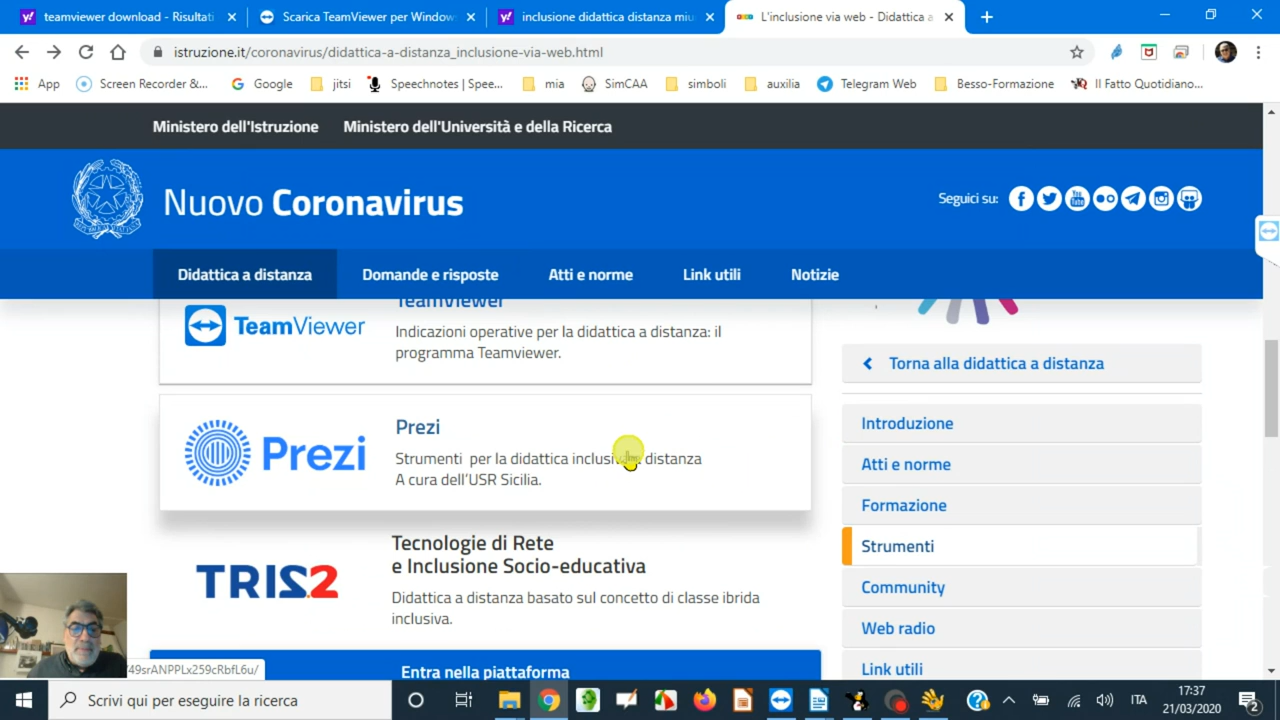 teamviewer download - Risultati
Scarica TeamViewer per Window
inclusione didattica distanza miu
L'inclusione via web - Didattica a
istruzione.it/coronavirus/didattica-a-distanza_inclusione-via-web.html
App
Screen Recorder &...
Google
jitsi
Speechnotes | Spee...
mia
SimCAA
simboli
auxilia
Telegram Web
Besso-Formazione
Il Fatto Quotidiano...
Ministero dell'Istruzione
Ministero dell'Università e della Ricerca
Nuovo Coronavirus
Seguici su:
Didattica a distanza
Domande e risposte
Atti e norme
Link utili
Notizie
TeamViewer
TeamViewer
Indicazioni operative per la didattica a distanza: il
programma Teamviewer.
Prezi
Prezi
Strumenti per la didattica distanza
A cura dell'USR Sicilia.
TRIS2
Tecnologie di Rete
e Inclusione Socio-educativa
Didattica a distanza basato sul concetto di classe ibrida
inclusiva.
Entra nella piattaforma
Torna alla didattica a distanza
Introduzione
Atti e norme
Formazione
Strumenti
Community
Web radio
Link utili
/49srANPPLx259cRbfL6u/
Scrivi qui per eseguire la ricerca
ITA
17:37
21/03/2020
2